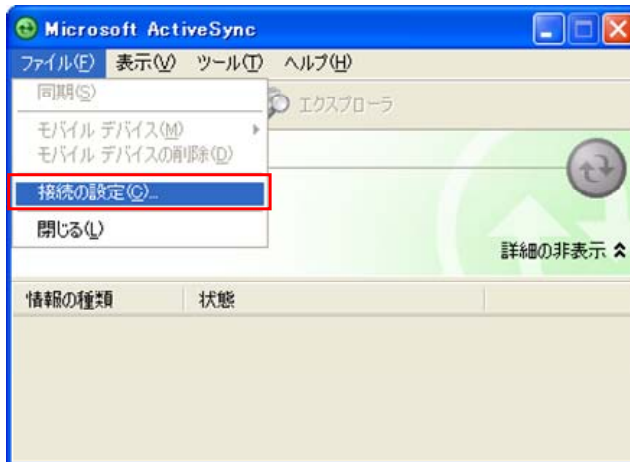 Microsoft ActiveSync
ファイル(F) 表示(V) ツール(T) ヘルプ(H)
同期(S)
エクスプローラ
モバイル デバイス(M)
モバイル デバイスの削除(D)
接続の設定(C)...
閉じる(L)
詳細の非表示
情報の種類 状態